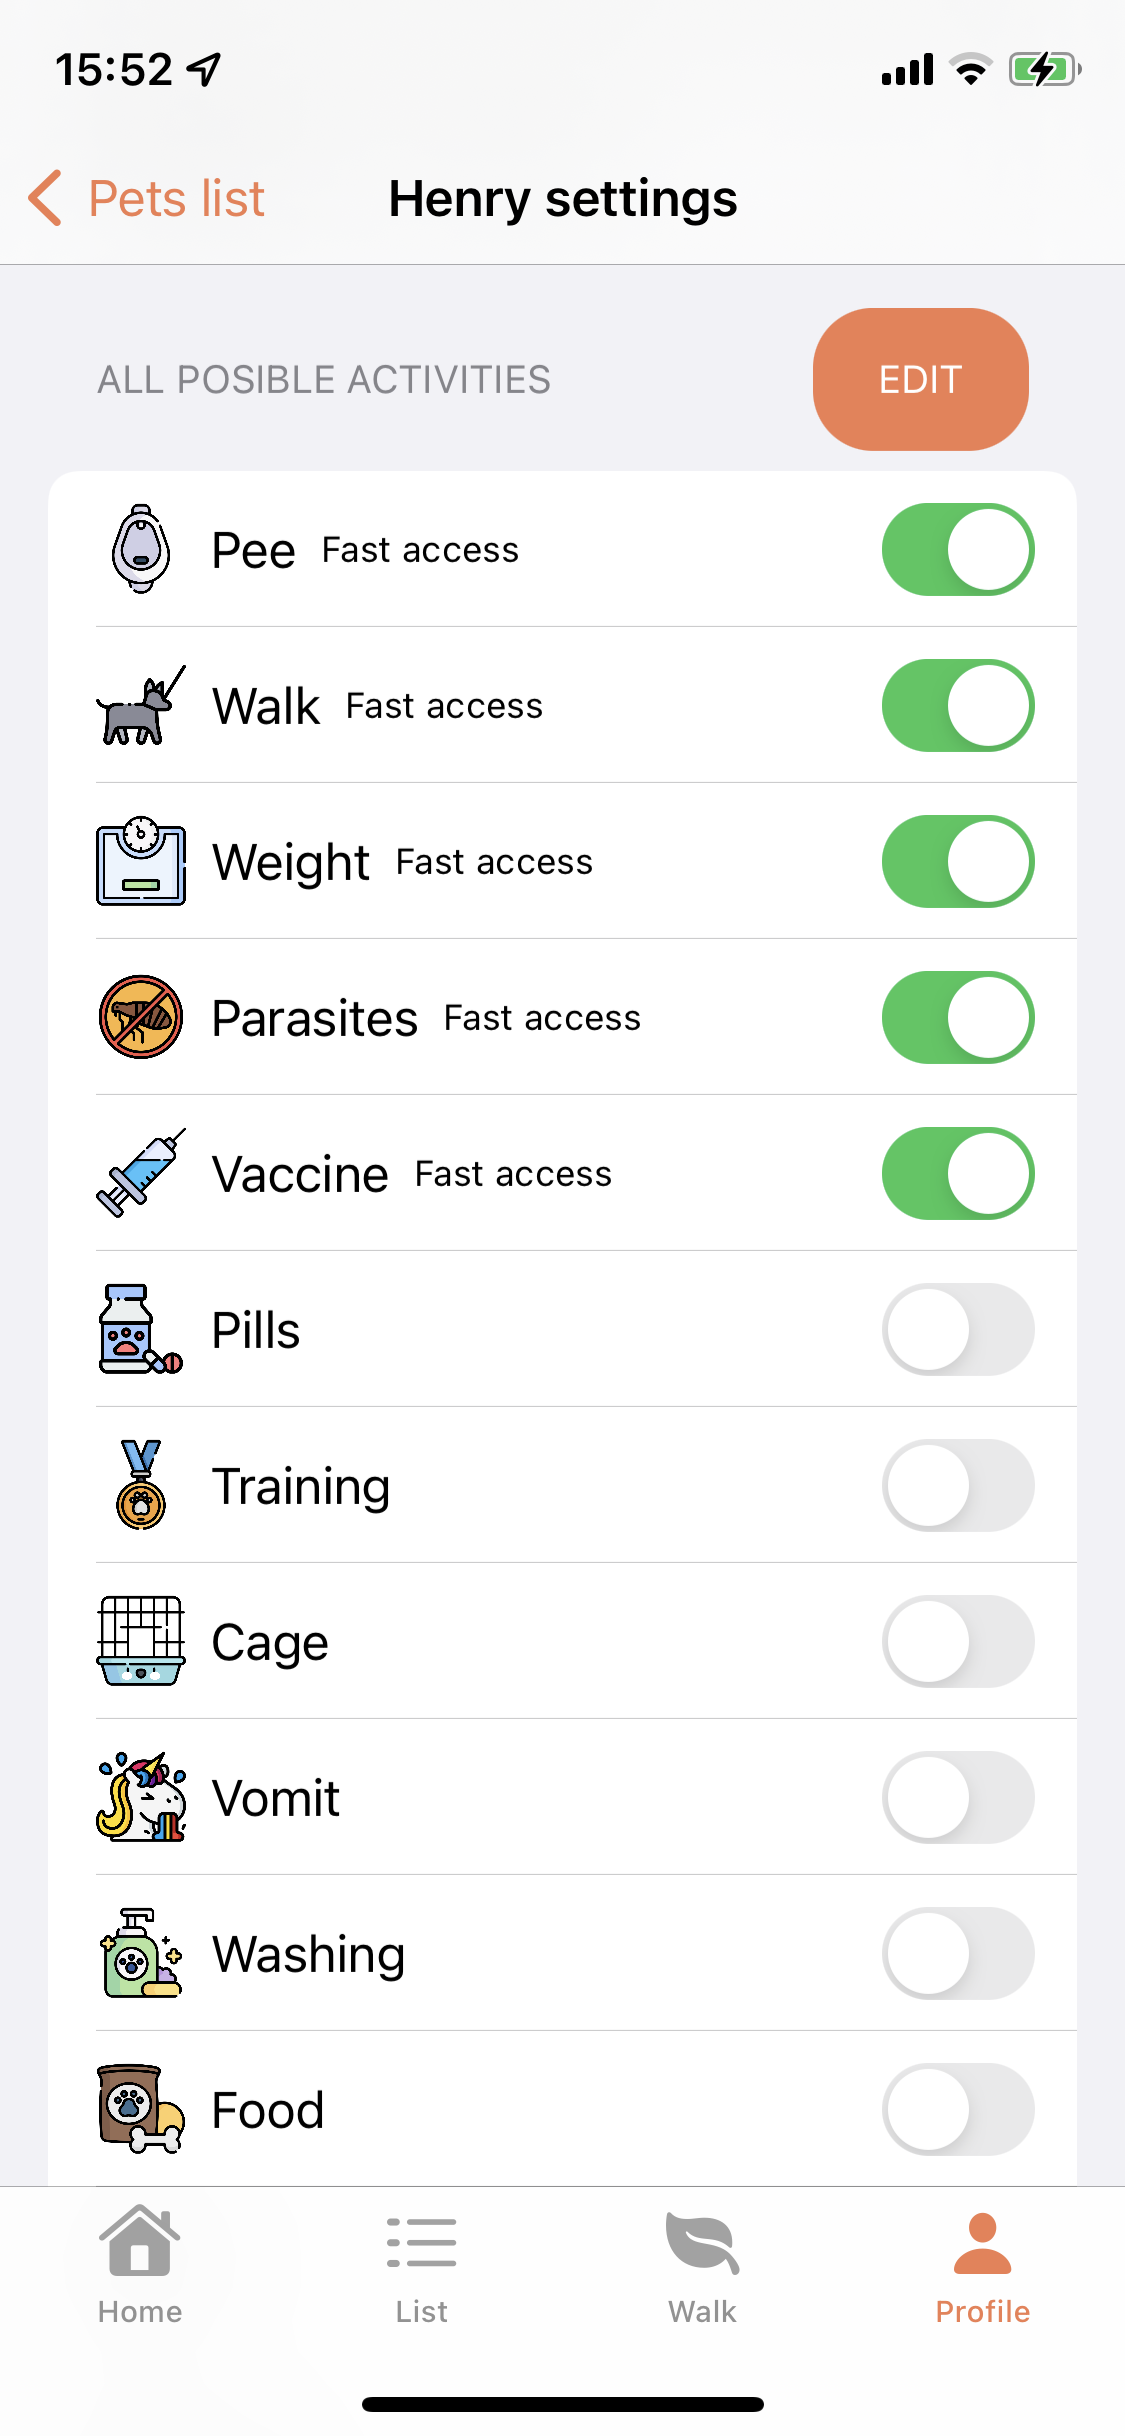 15:52
Pets list Henry settings
ALL POSIBLE ACTIVITIES EDIT
Pee Fast access
Walk Fast access
Weight Fast access
Parasites Fast access
Vaccine Fast access
Pills
Training
Cage
Vomit
Washing
Food
Home List Walk Profile